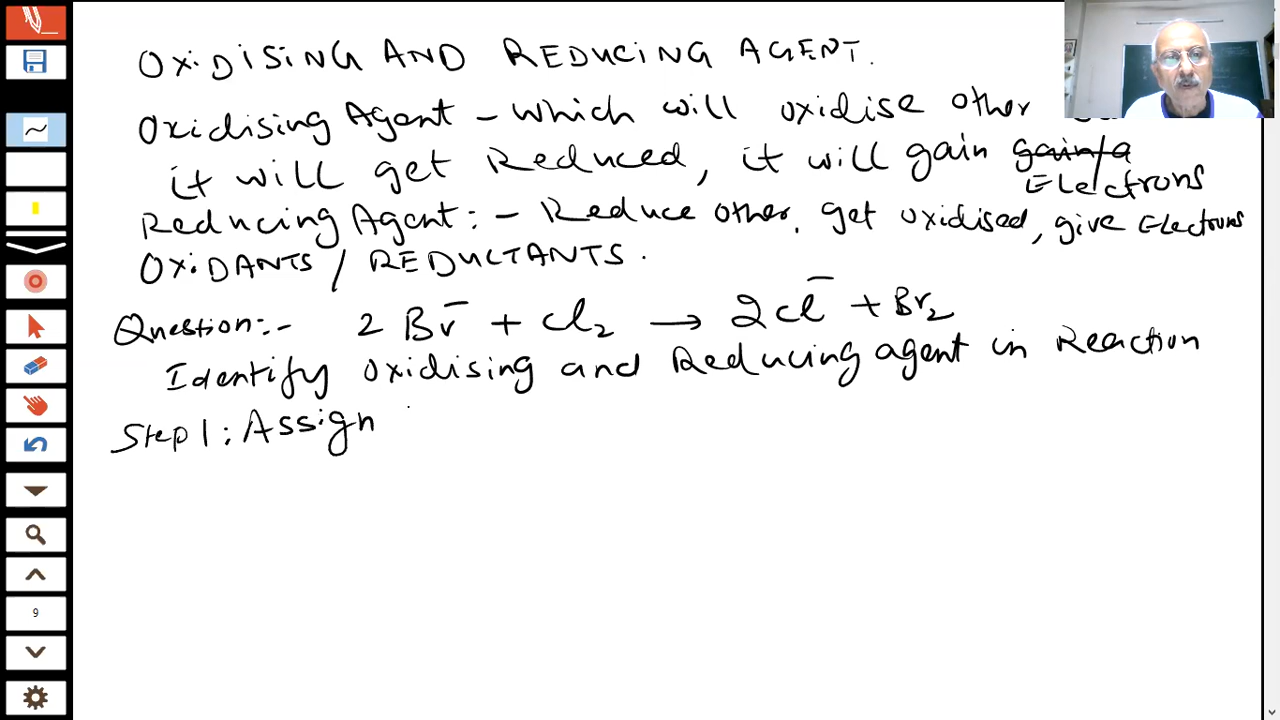 OXIDISING AND REDUCING AGENT.
Oxidising Agent - which will oxidise other
it will get Reduced, it will gain gain/a
Electrons
Reducing Agent: - Reduce other, get oxidised, give Electrons
OXIDANTS / REDUCTANTS.
Question:- 2 Br⁻ + Cl₂ → 2Cl⁻ + Br₂
Identify oxidising and Reducing agent in Reaction
Step 1: Assign
9